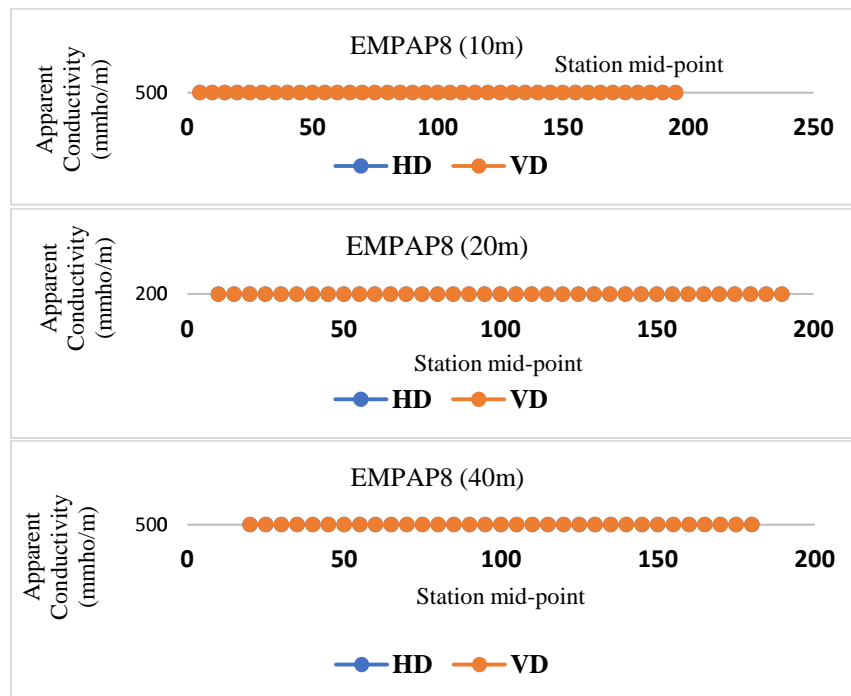 EMPAP8 (10m)
Apparent
Conductivity
(mmho/m)
Station mid-point
500
0 50 100 150 200 250
HD VD
EMPAP8 (20m)
Apparent
Conductivity
(mmho/m)
200
0 50 100 150 200
Station mid-point
HD VD
EMPAP8 (40m)
Apparent
Conductivity
(mmho/m)
500
0 50 100 150 200
Station mid-point
HD VD